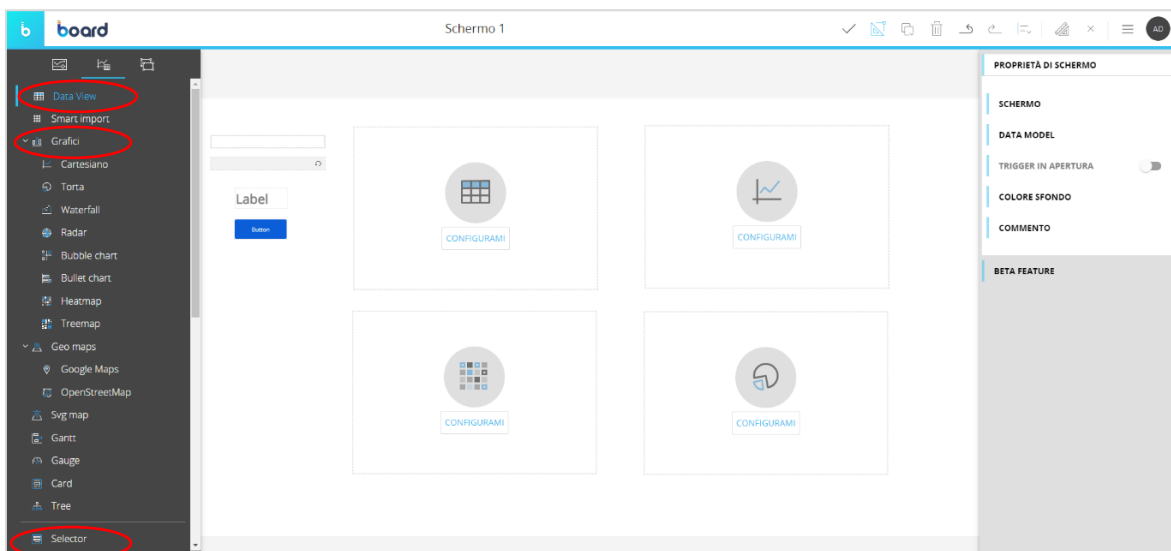 b board
Schermo 1
AD
Data View
Smart import
Grafici
Cartesiano
Torta
Waterfall
Radar
Bubble chart
Bullet chart
Heatmap
Treemap
Geo maps
Google Maps
OpenStreetMap
Svg map
Gantt
Gauge
Card
Tree
Selector
Label
Button
CONFIGURAMI
CONFIGURAMI
CONFIGURAMI
CONFIGURAMI
PROPRIETÀ DI SCHERMO
SCHERMO
DATA MODEL
TRIGGER IN APERTURA
COLORE SFONDO
COMMENTO
BETA FEATURE